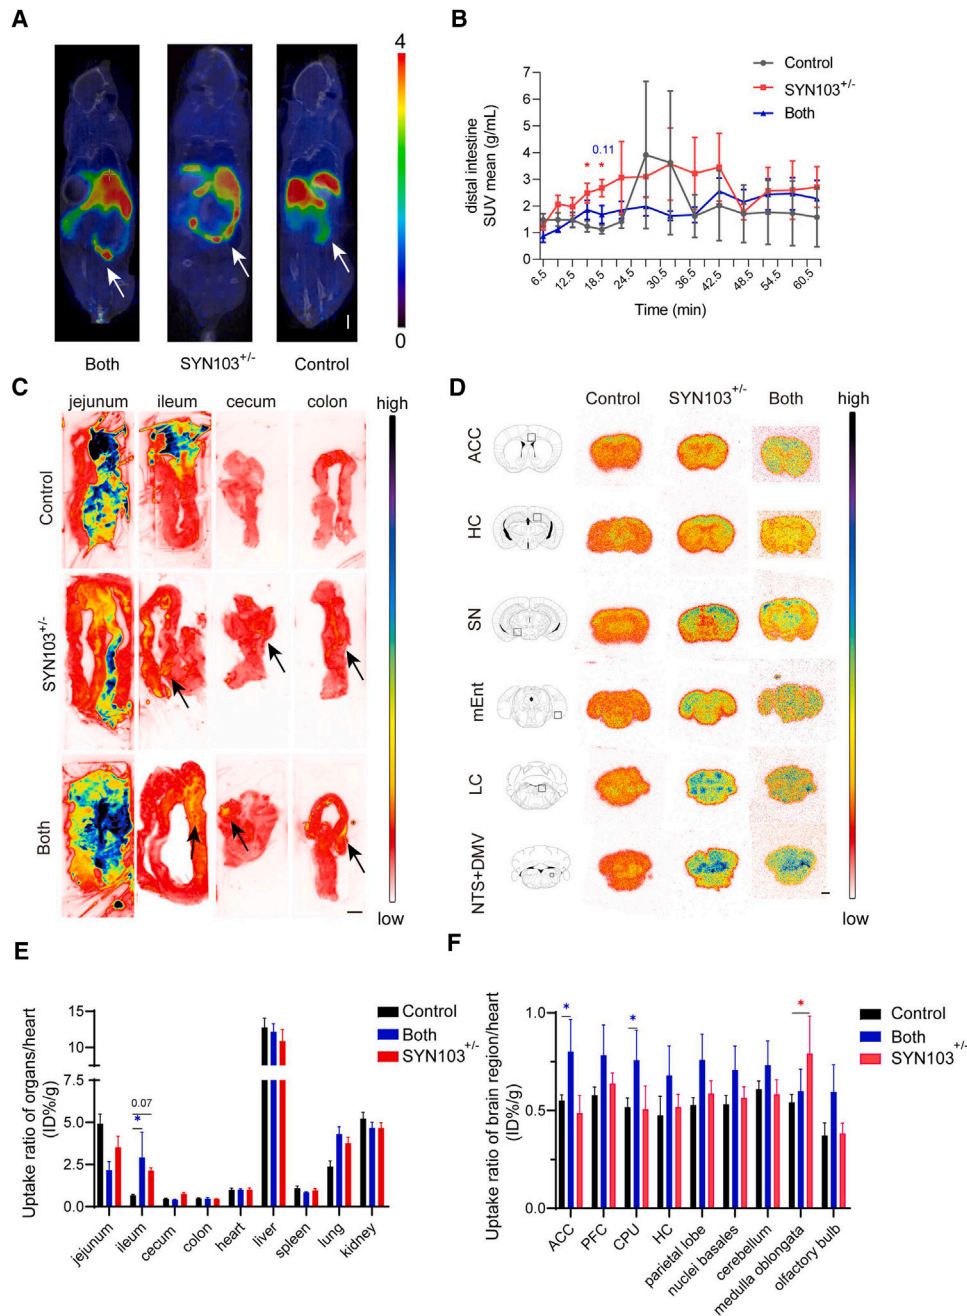 A
4
0
Both
SYN103+/-
Control
B
Control
SYN103+/-
Both
distal intestine
SUV mean (g/mL)
7
6
5
4
3
2
1
0
0.11
*
*
6.5
12.5
18.5
24.5
30.5
36.5
42.5
48.5
54.5
60.5
Time (min)
C
jejunum
ileum
cecum
colon
high
Control
SYN103+/-
Both
low
D
Control
SYN103+/-
Both
high
ACC
HC
SN
mEnt
LC
NTS+DMV
low
E
Uptake ratio of organs/heart
(ID%/g)
15
10
7.5
5.0
2.5
0.0
0.07
*
Control
Both
SYN103+/-
jejunum
ileum
cecum
colon
heart
liver
spleen
lung
kidney
F
Uptake ratio of brain region/heart
(ID%/g)
1.0
0.5
0.0
*
*
*
Control
Both
SYN103+/-
ACC
PFC
CPU
HC
parietal lobe
nuclei basales
cerebellum
medulla oblongata
olfactory bulb